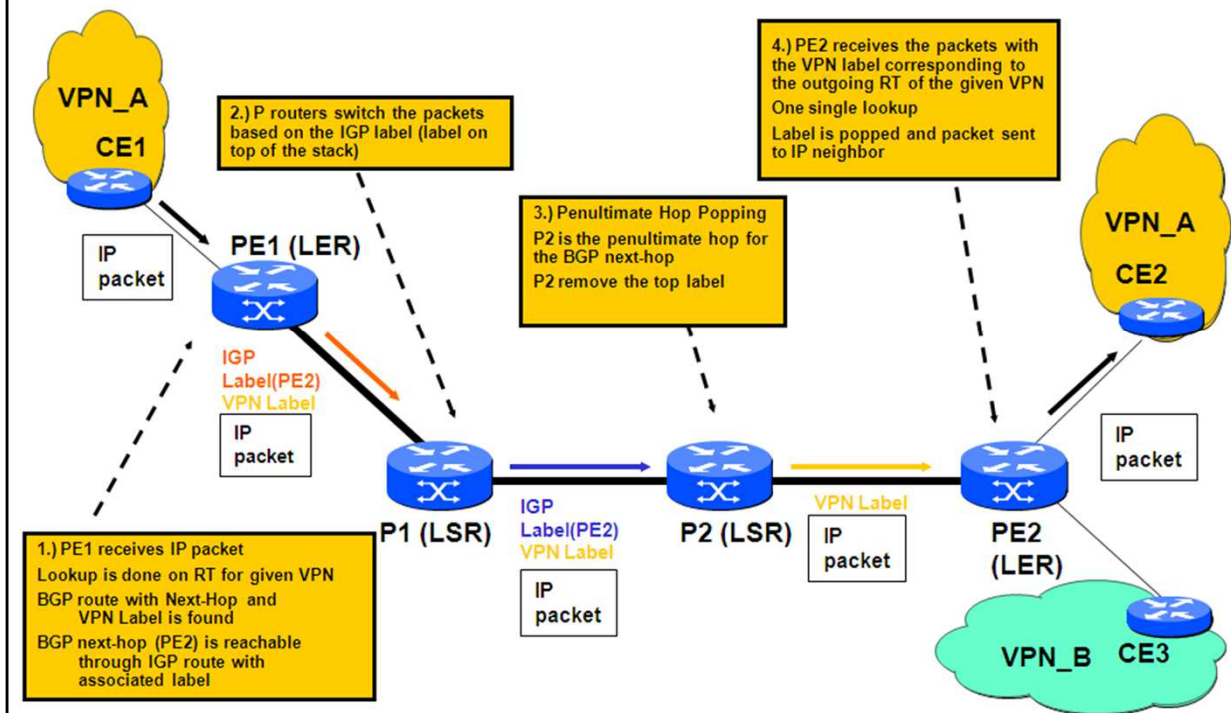 VPN_A
CE1
IP
packet
PE1 (LER)
2.) P routers switch the packets
based on the IGP label (label on
top of the stack)
4.) PE2 receives the packets with
the VPN label corresponding to
the outgoing RT of the given VPN
One single lookup
Label is popped and packet sent
to IP neighbor
3.) Penultimate Hop Popping
P2 is the penultimate hop for
the BGP next-hop
P2 remove the top label
VPN_A
CE2
IP
packet
IGP
Label(PE2)
VPN Label
IP
packet
P1 (LSR)
IGP
Label(PE2)
VPN Label
IP
packet
P2 (LSR)
VPN Label
IP
packet
PE2
(LER)
1.) PE1 receives IP packet
Lookup is done on RT for given VPN
BGP route with Next-Hop and
VPN Label is found
BGP next-hop (PE2) is reachable
through IGP route with
associated label
VPN_B
CE3